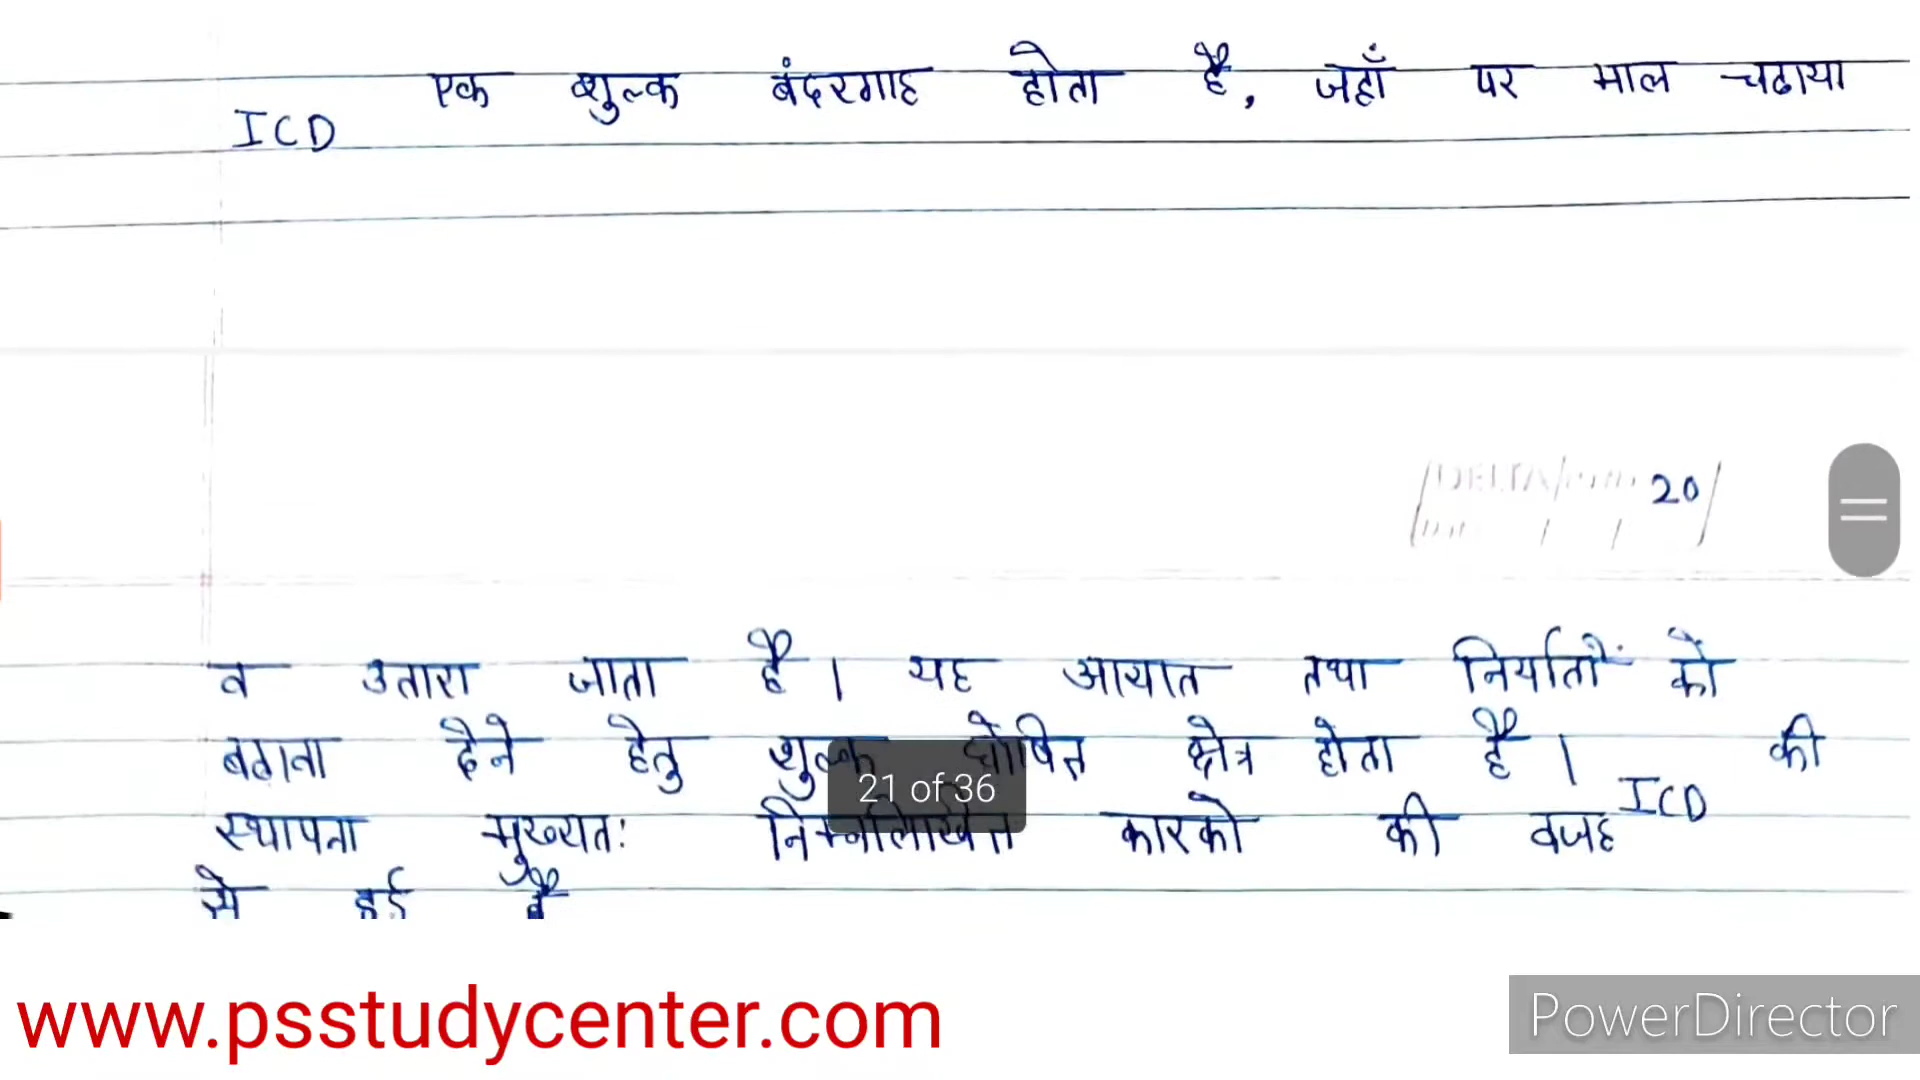 ICD एक शुल्क बंदरगाह होता है, जहाँ पर माल चढाया
20
व उतारा जाता है। यह आयात तथा निर्यातों को
बढावा देने हेतु शुल्क घोषित क्षेत्र होता है। ICD की
21 of 36
स्थापना मुख्यतः निम्नलिखित कारको की वजह
से हुई है
www.psstudycenter.com
PowerDirector